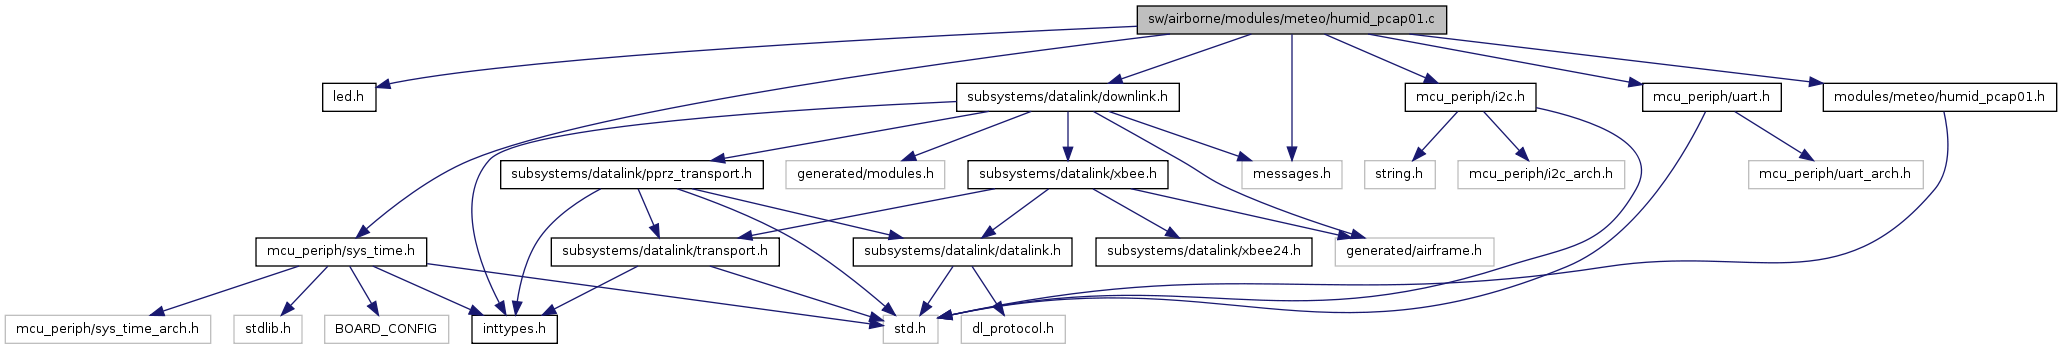 sw/airborne/modules/meteo/humid_pcap01.c
led.h
subsystems/datalink/downlink.h
mcu_periph/i2c.h
mcu_periph/uart.h
modules/meteo/humid_pcap01.h
subsystems/datalink/pprz_transport.h
generated/modules.h
subsystems/datalink/xbee.h
messages.h
string.h
mcu_periph/i2c_arch.h
mcu_periph/uart_arch.h
mcu_periph/sys_time.h
subsystems/datalink/transport.h
subsystems/datalink/datalink.h
subsystems/datalink/xbee24.h
generated/airframe.h
mcu_periph/sys_time_arch.h
stdlib.h
BOARD_CONFIG
inttypes.h
std.h
dl_protocol.h